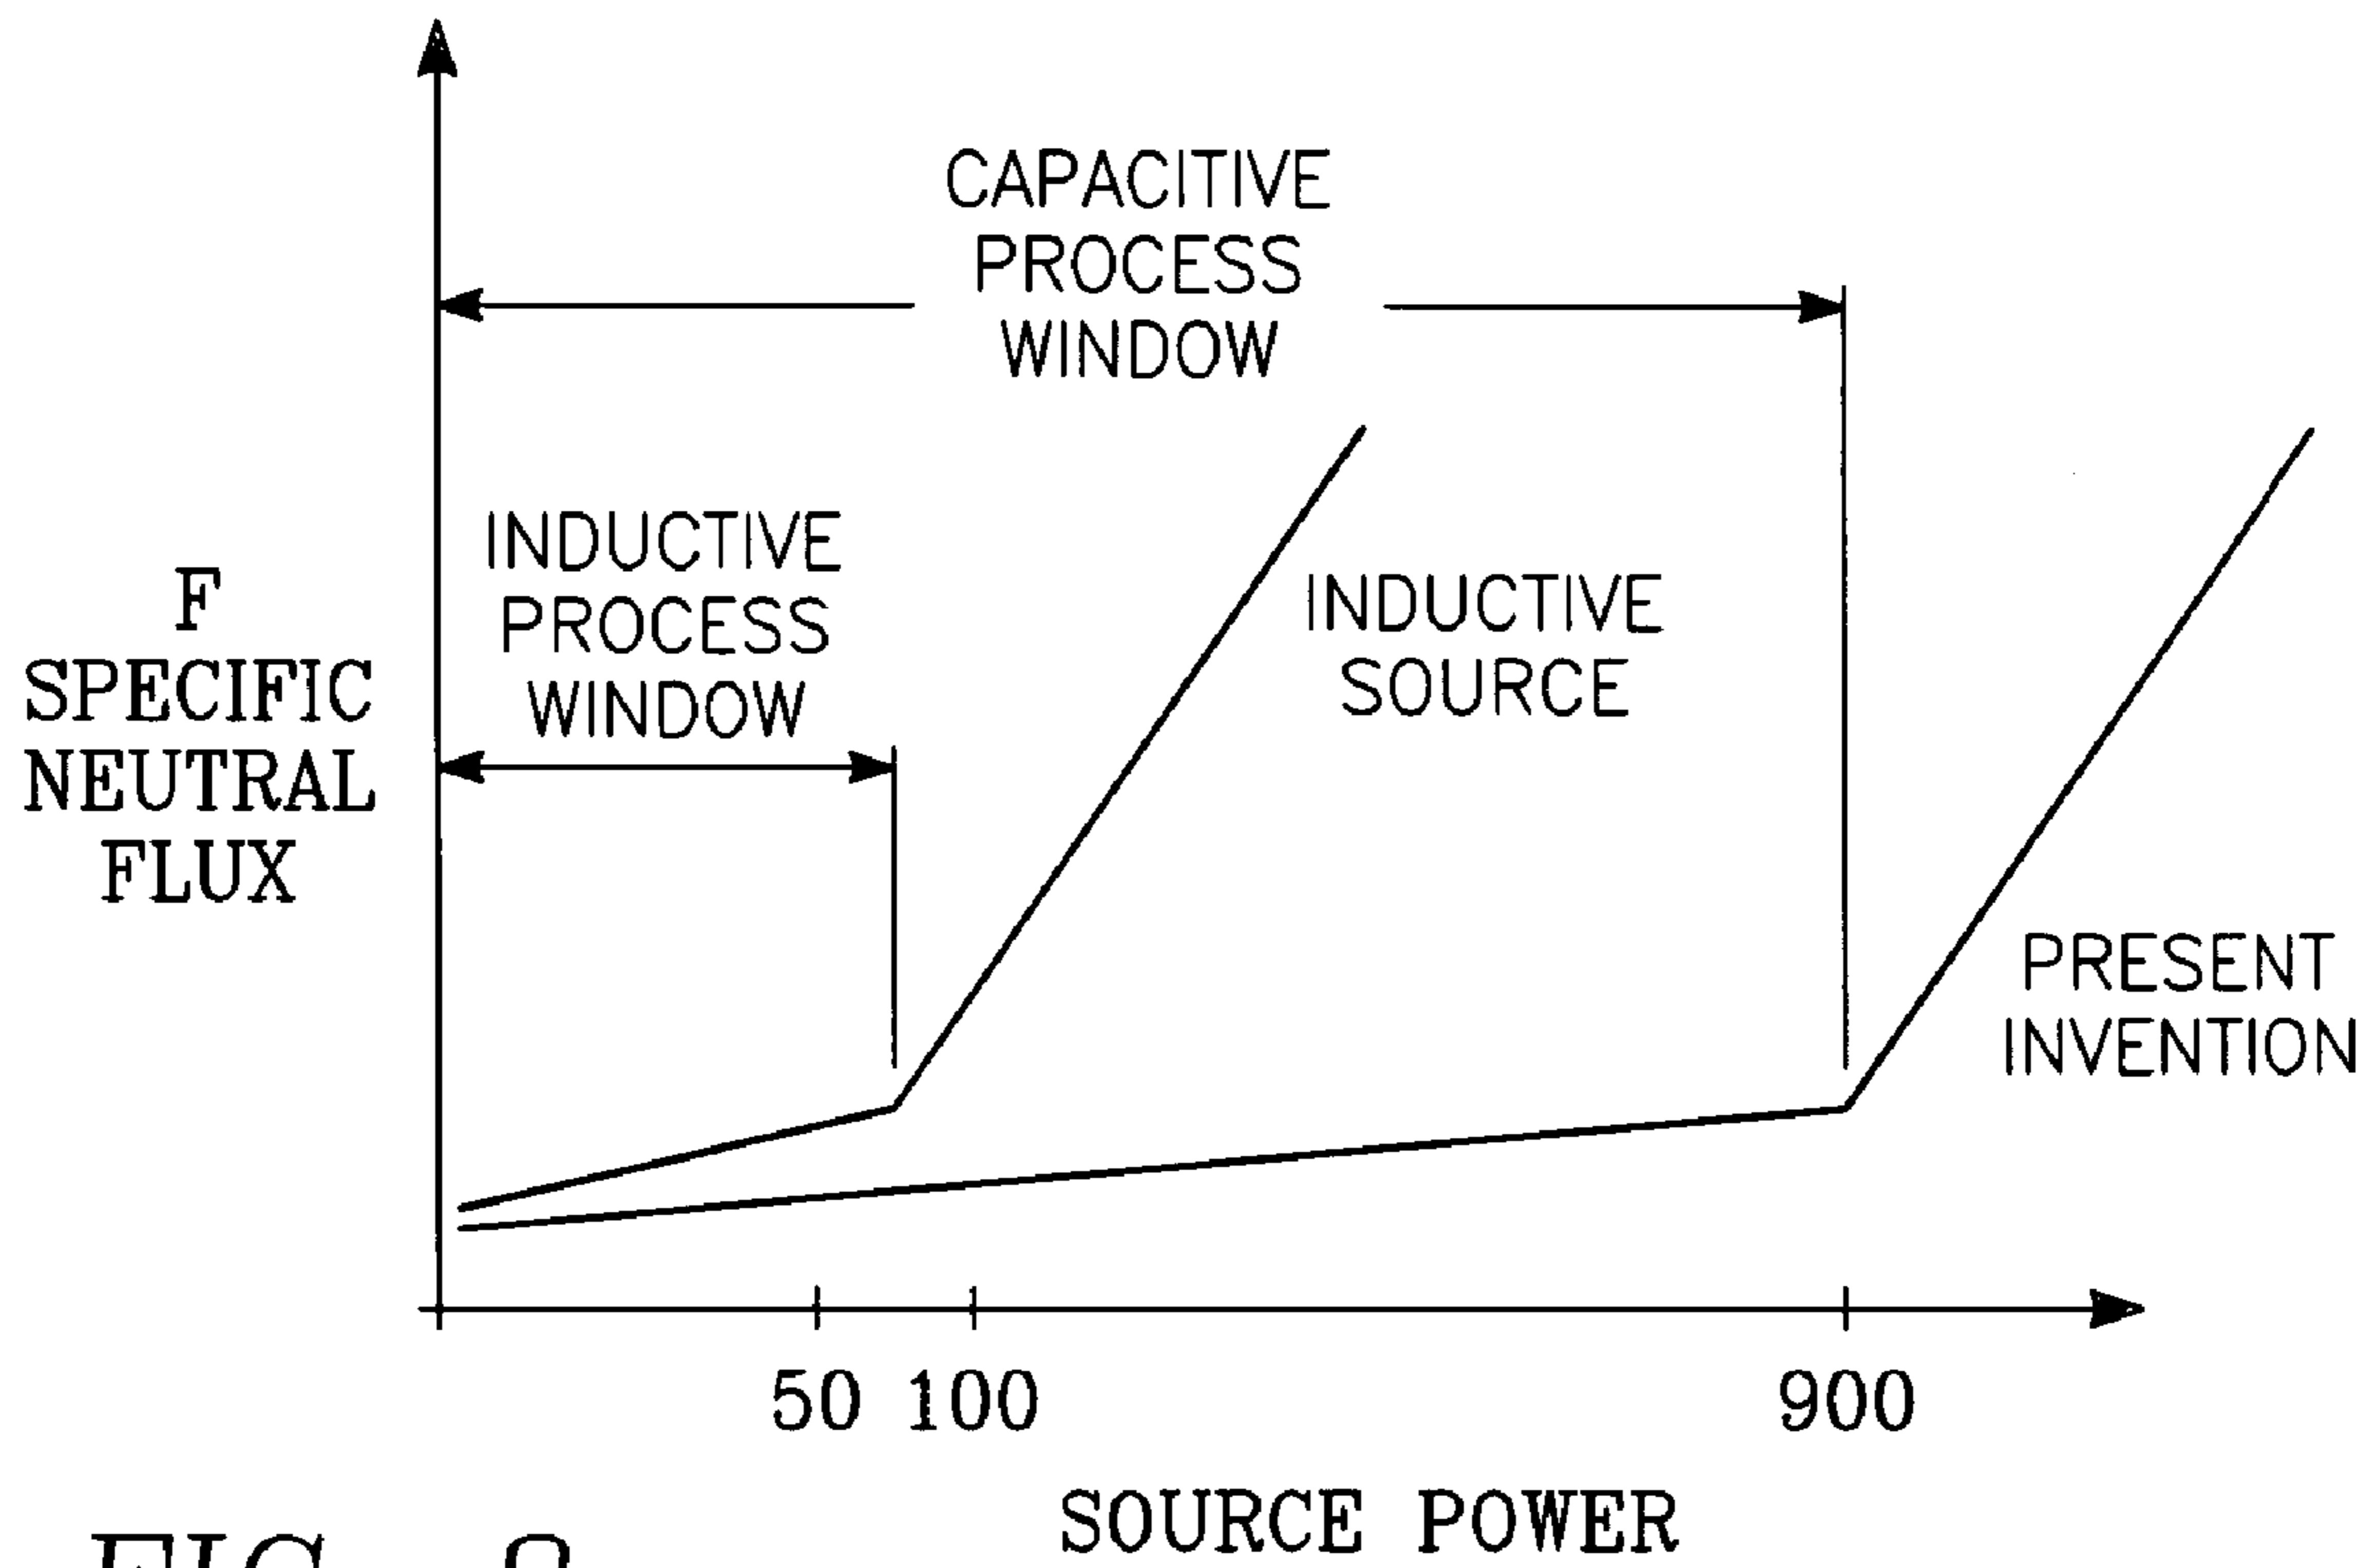 CAPACITIVE
PROCESS
WINDOW
INDUCTIVE
PROCESS
WINDOW
INDUCTIVE
SOURCE
F
SPECIFIC
NEUTRAL
FLUX
PRESENT
INVENTION
50 100 900
SOURCE POWER